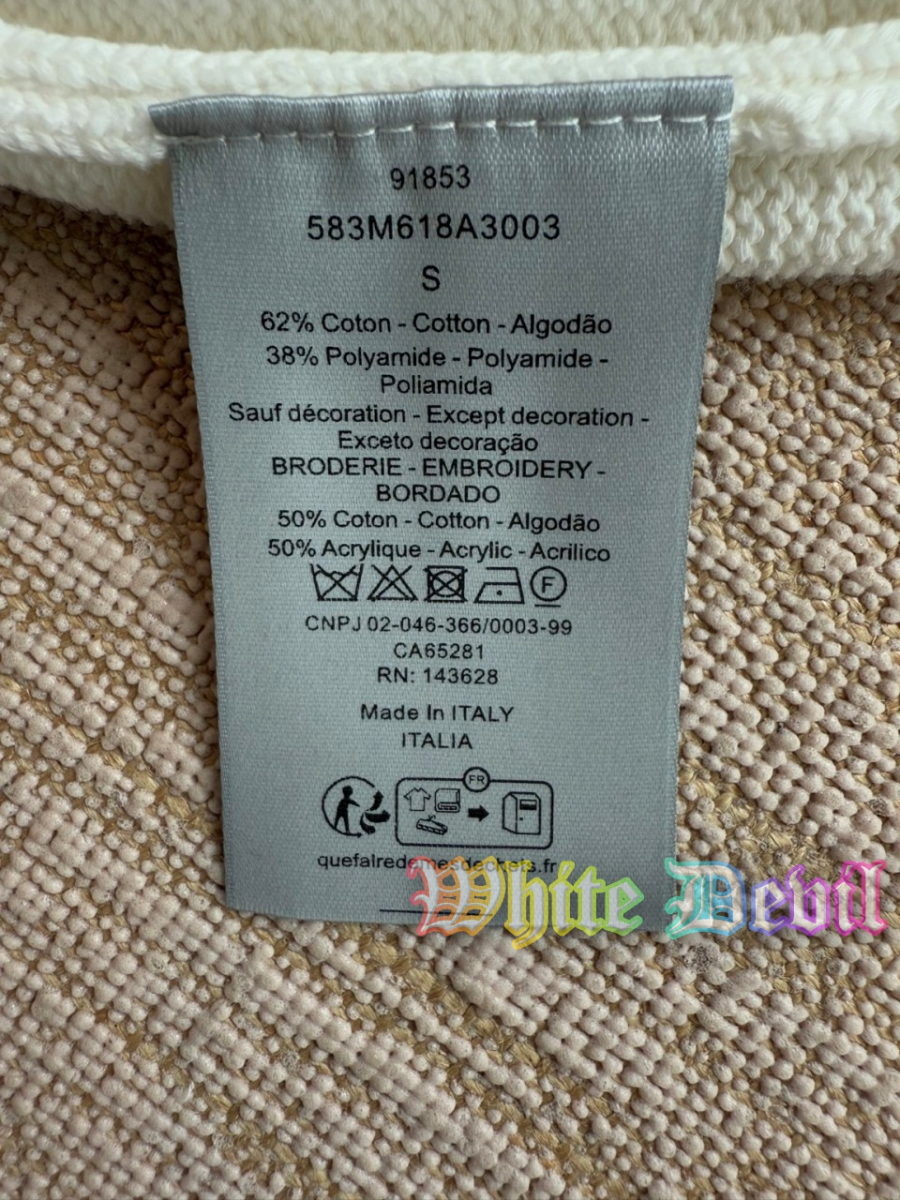 91853
583M618A3003
S
62% Coton - Cotton - Algodão
38% Polyamide - Polyamide -
Poliamida
Sauf décoration - Except decoration -
Exceto decoração
BRODERIE - EMBROIDERY -
BORDADO
50% Coton - Cotton - Algodão
50% Acrylique - Acrylic - Acrilico
F
CNPJ 02-046-366/0003-99
CA65281
RN: 143628
Made In ITALY
ITALIA
FR
quefalredemesdechets.fr
White Devil